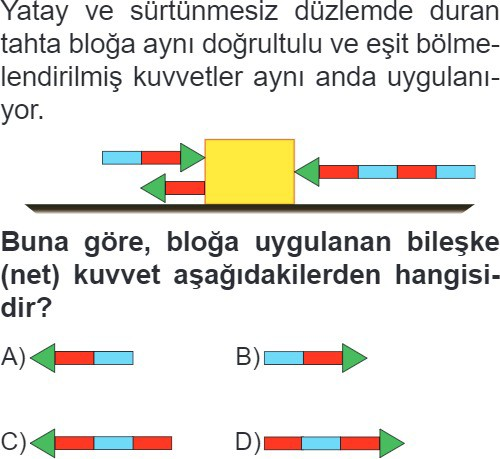 Yatay ve sürtünmesiz düzlemde duran
tahta bloğa aynı doğrultulu ve eşit bölme-
lendirilmiş kuvvetler aynı anda uygulanı-
yor.
Buna göre, bloğa uygulanan bileşke
(net) kuvvet aşağıdakilerden hangisi-
dir?
A) B)
C) D)